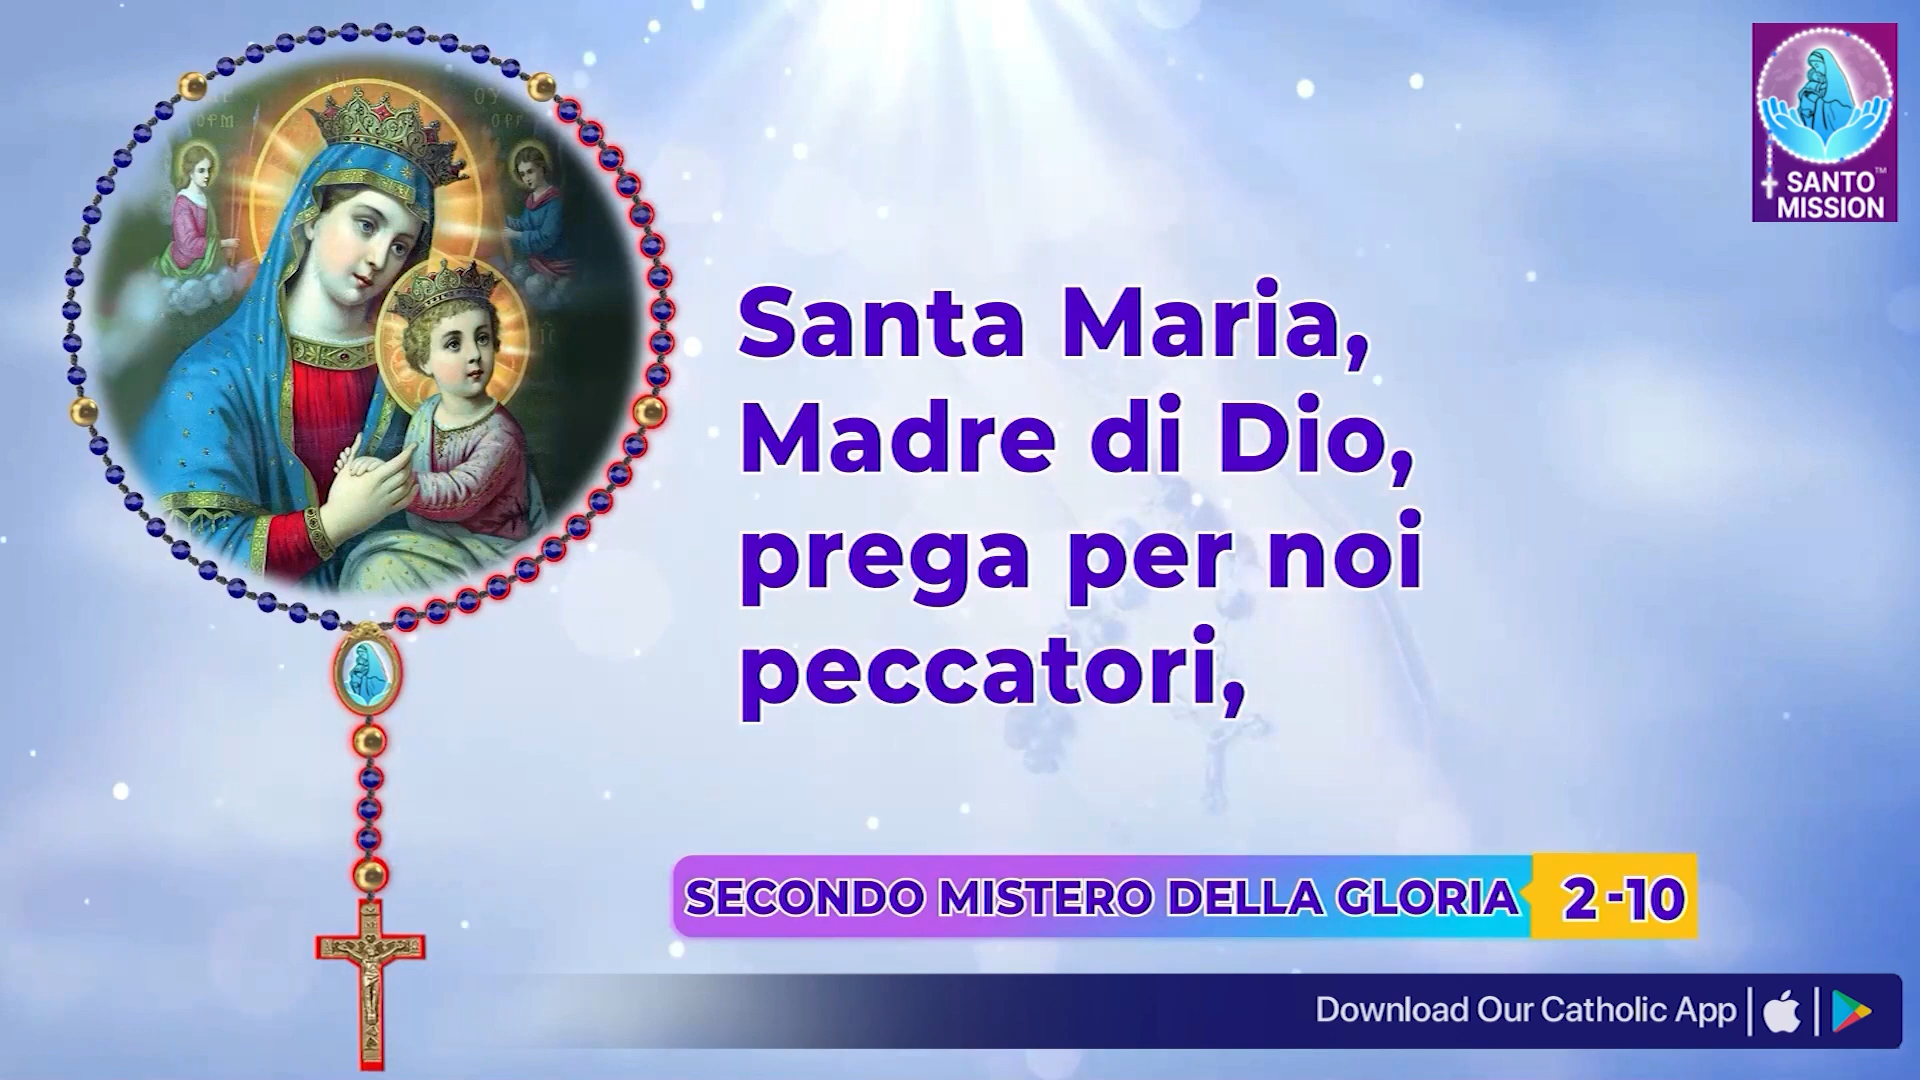 SANTO™
MISSION
Santa Maria,
Madre di Dio,
prega per noi
peccatori,
SECONDO MISTERO DELLA GLORIA 2-10
Download Our Catholic App